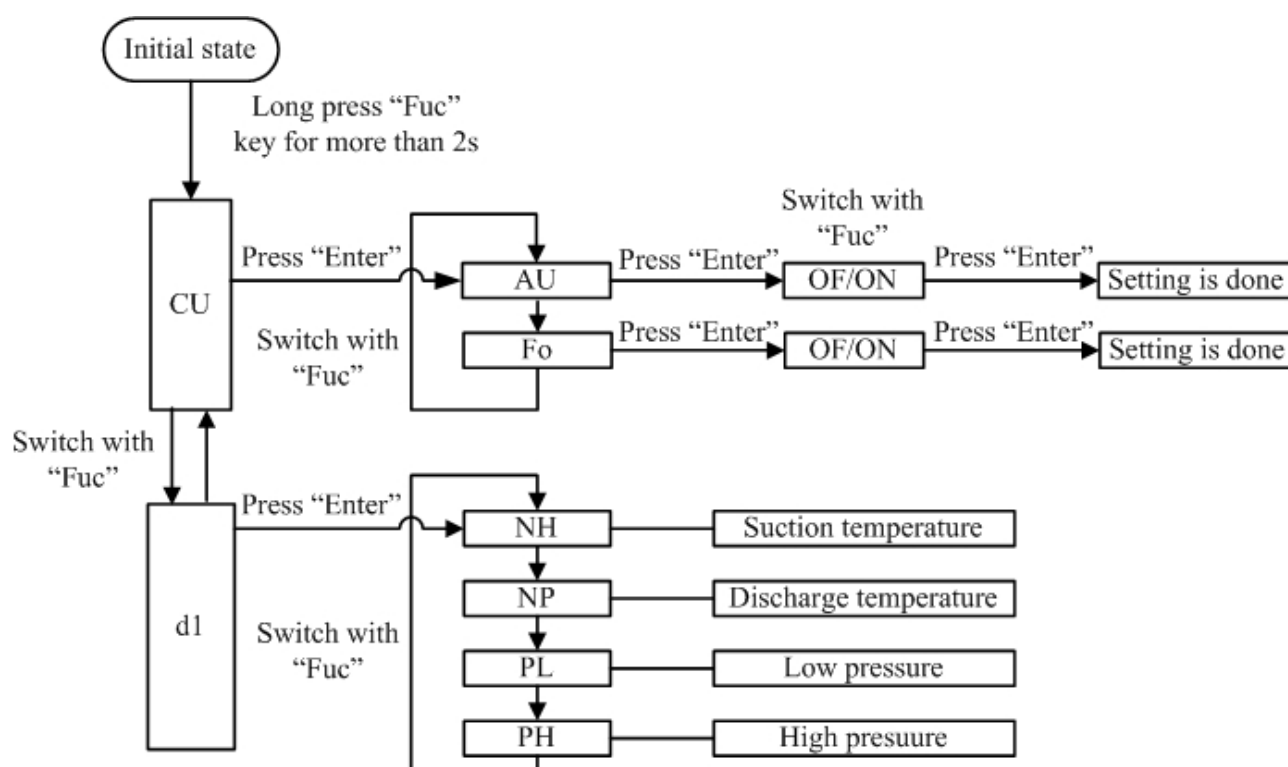 Initial state
Long press “Fuc”
key for more than 2s
Switch with
“Fuc”
CU
Press “Enter”
AU
Press “Enter”
OF/ON
Press “Enter”
Setting is done
Switch with
“Fuc”
Fo
Press “Enter”
OF/ON
Press “Enter”
Setting is done
Switch with
“Fuc”
d1
Press “Enter”
NH
Suction temperature
NP
Discharge temperature
Switch with
“Fuc”
PL
Low pressure
PH
High presuure